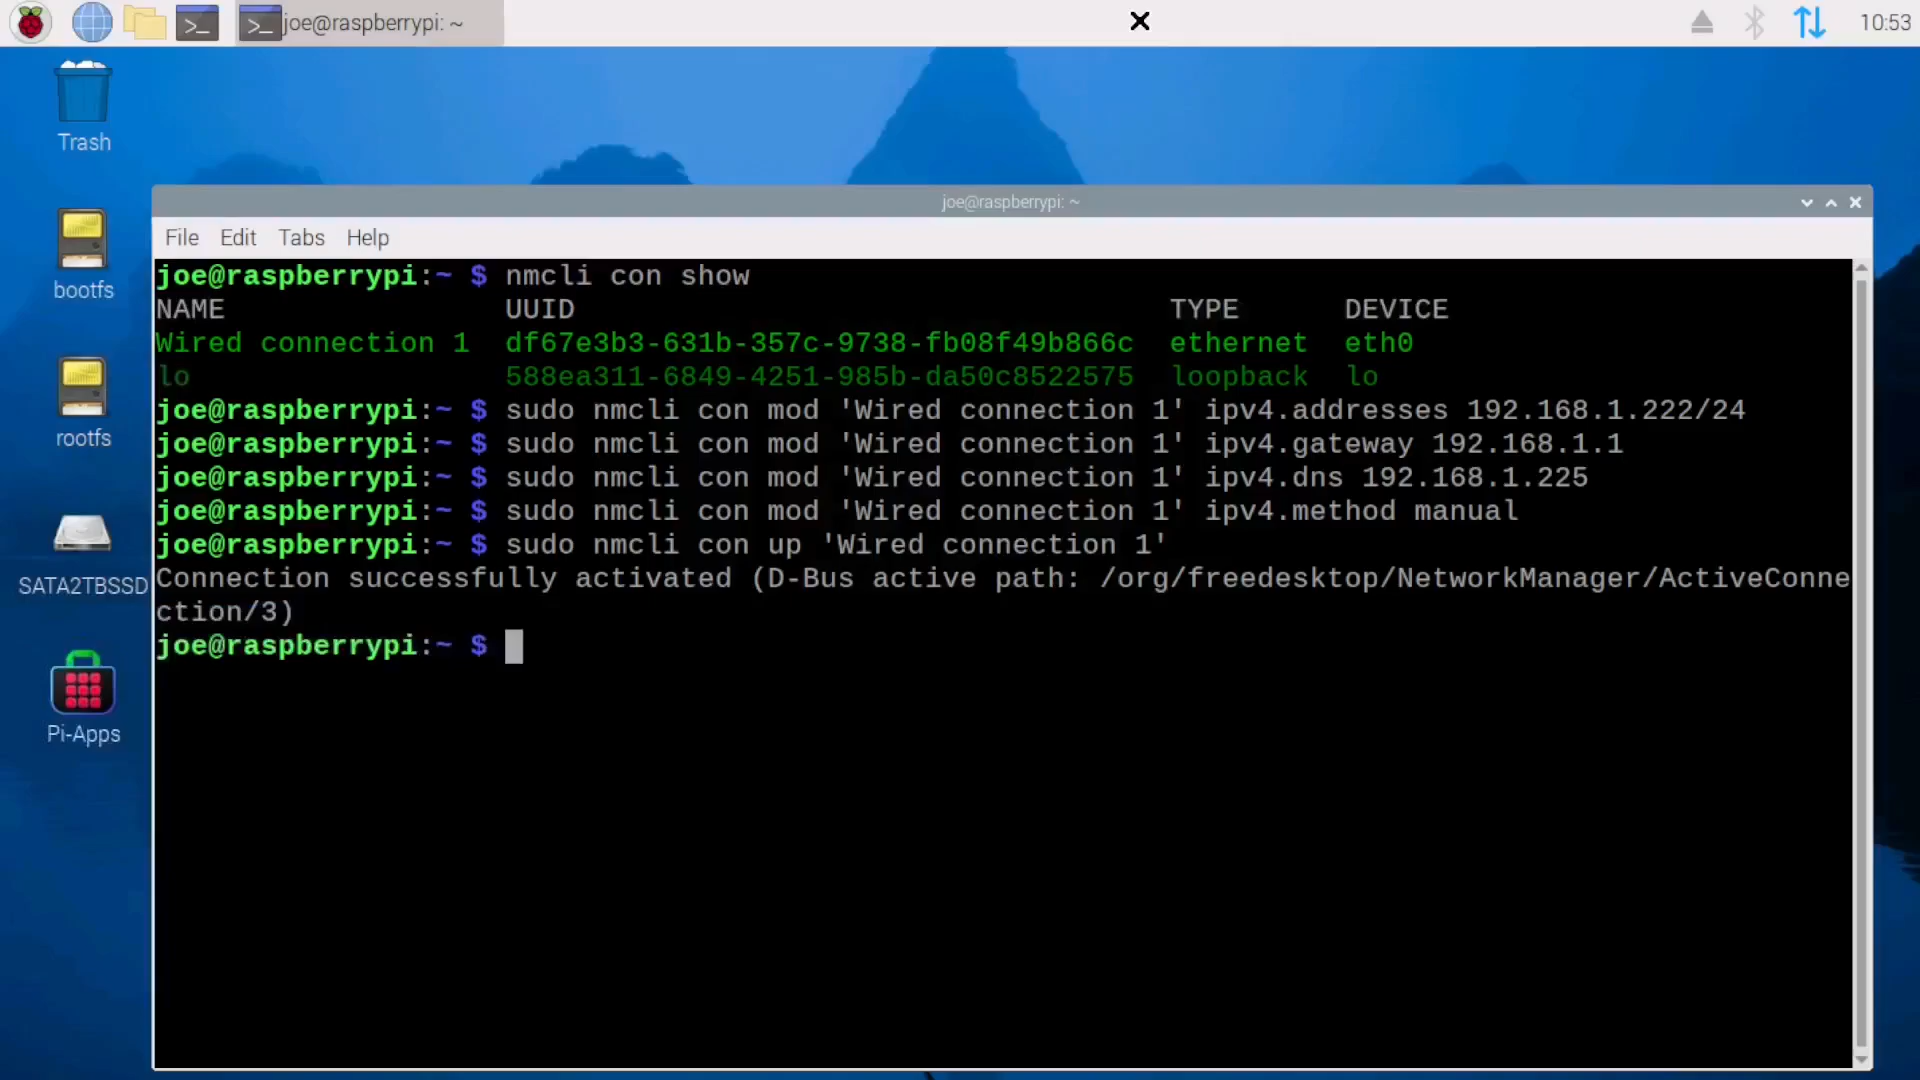 joe@raspberrypi: ~
10:53
Trash
bootfs
rootfs
SATA2TBSSD
Pi-Apps
joe@raspberrypi: ~
File Edit Tabs Help
joe@raspberrypi:~ $ nmcli con show
NAME UUID TYPE DEVICE
Wired connection 1 df67e3b3-631b-357c-9738-fb08f49b866c ethernet eth0
lo 588ea311-6849-4251-985b-da50c8522575 loopback lo
joe@raspberrypi:~ $ sudo nmcli con mod 'Wired connection 1' ipv4.addresses 192.168.1.222/24
joe@raspberrypi:~ $ sudo nmcli con mod 'Wired connection 1' ipv4.gateway 192.168.1.1
joe@raspberrypi:~ $ sudo nmcli con mod 'Wired connection 1' ipv4.dns 192.168.1.225
joe@raspberrypi:~ $ sudo nmcli con mod 'Wired connection 1' ipv4.method manual
joe@raspberrypi:~ $ sudo nmcli con up 'Wired connection 1'
Connection successfully activated (D-Bus active path: /org/freedesktop/NetworkManager/ActiveConne
ction/3)
joe@raspberrypi:~ $